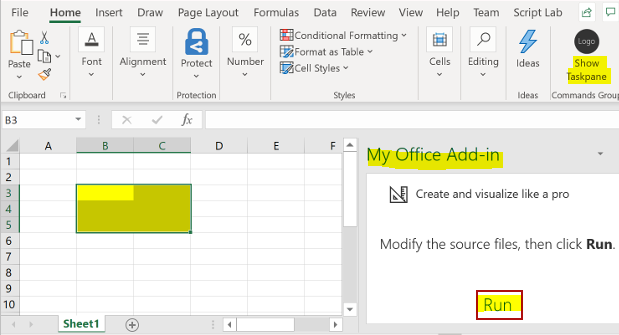 File Home Insert Draw Page Layout Formulas Data Review View Help Team Script Lab
Paste Font Alignment Protect Number Conditional Formatting Format as Table Cell Styles Cells Editing Ideas Logo Show Taskpane
Clipboard Protection Styles Ideas Commands Group
B3 fx
A B C D E F
1
2
3
4
5
6
7
8
9
10
My Office Add-in
Create and visualize like a pro
Modify the source files, then click Run.
Run
Sheet1